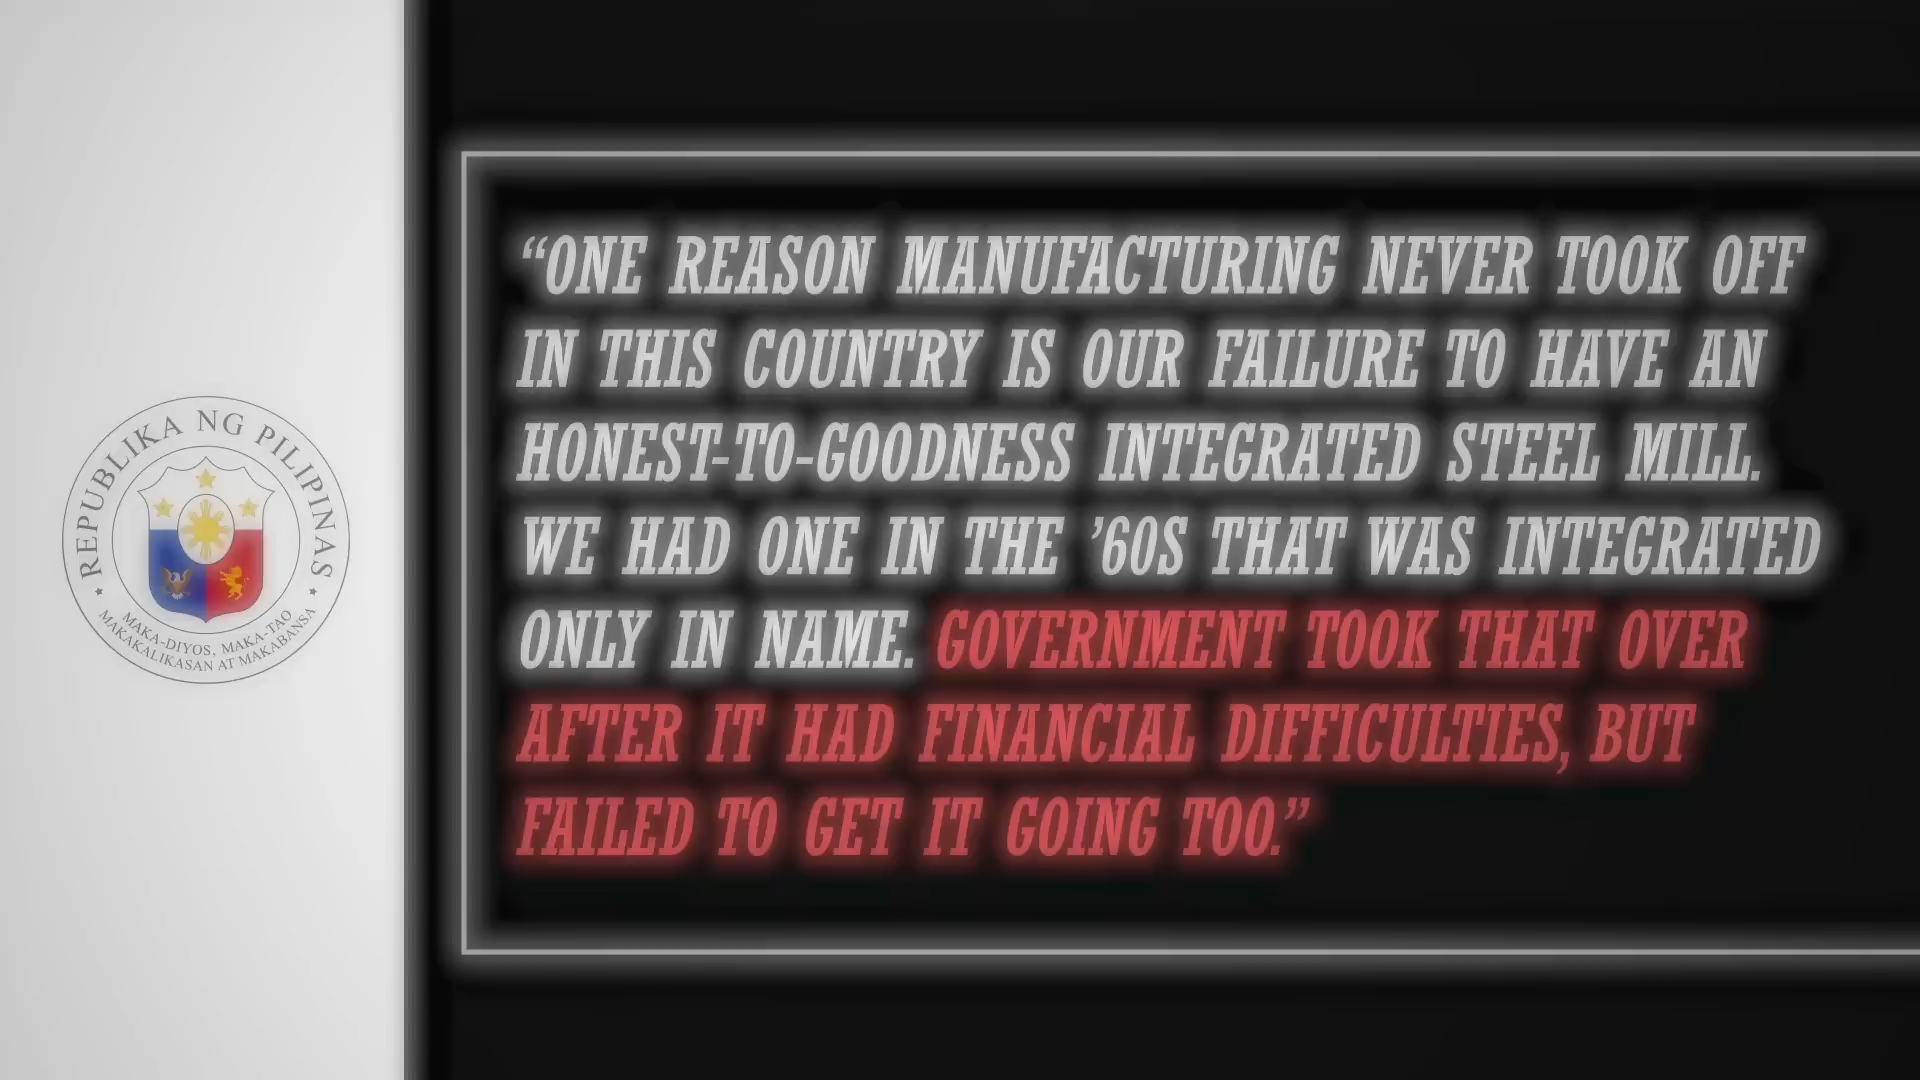 REPUBLIKA NG PILIPINAS
MAKA-DIYOS, MAKA-TAO
MAKAKALIKASAN AT MAKABANSA
“ONE REASON MANUFACTURING NEVER TOOK OFF
IN THIS COUNTRY IS OUR FAILURE TO HAVE AN
HONEST-TO-GOODNESS INTEGRATED STEEL MILL.
WE HAD ONE IN THE ’60S THAT WAS INTEGRATED
ONLY IN NAME. GOVERNMENT TOOK THAT OVER
AFTER IT HAD FINANCIAL DIFFICULTIES, BUT
FAILED TO GET IT GOING TOO.”